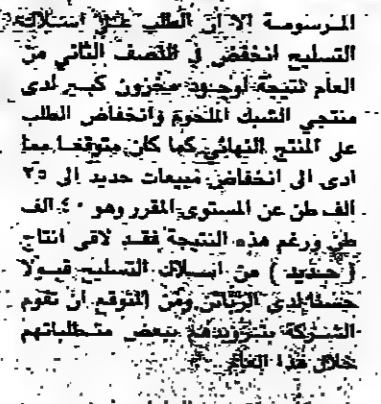 المرسومة الا ان الطلب على اسلاك
التسليح انخفض في النصف الثاني من
العام نتيجة لوجود مخزون كبير لدى
منتجي الشبك الملحوم وانخفاض الطلب
على المنتج النهائي كما كان متوقعا مما
ادى الى انخفاض مبيعات حديد الى ٢٥
الف طن عن المستوى المقرر وهو ٤٠ الف
طن ورغم هذه النتيجة فقد لاقى انتاج
( حديد ) من اسلاك التسليح قبولا
حسنا لدى الزبائن ومن المتوقع ان تقوم
الشركة بتزويدهم ببعض متطلباتهم
خلال هذا العام